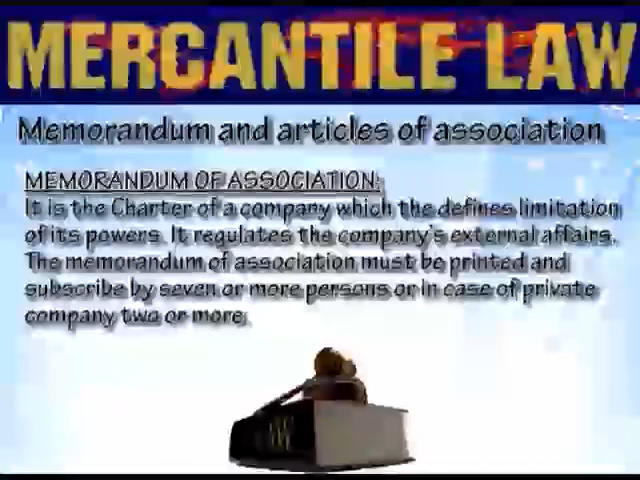 MERCANTILE LAW
Memorandum and articles of association
MEMORANDUM OF ASSOCIATION:
It is the Charter of a company which the defines limitation
of its powers. It regulates the company's external affairs.
The memorandum of association must be printed and
subscribe by seven or more persons or in case of private
company two or more.